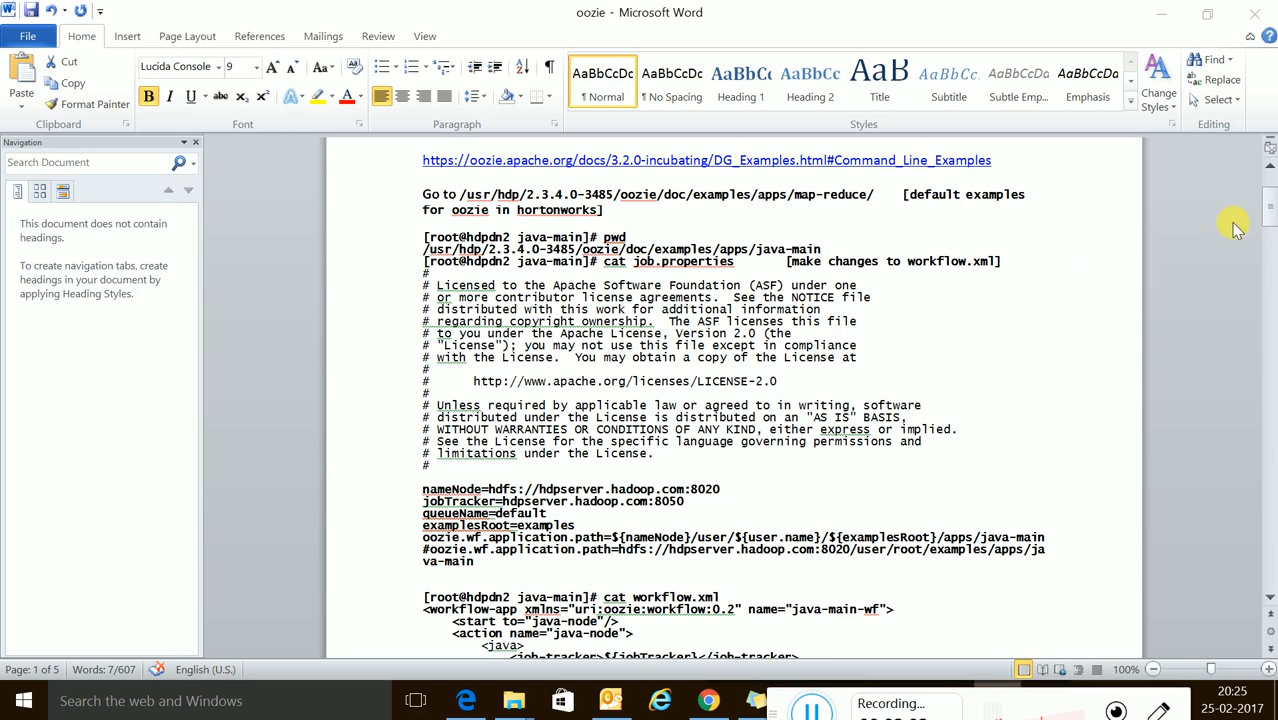 oozie - Microsoft Word
File Home Insert Page Layout References Mailings Review View
Paste
Cut
Copy
Format Painter
Clipboard
Lucida Console 9
Font
Paragraph
AaBbCcDc AaBbCcDc AaBbCc AaBbCc AaB AaBbCc. AaBbCcDc
¶ Normal ¶ No Spacing Heading 1 Heading 2 Title Subtitle Subtle Emp... Emphasis
Change Styles
Styles
Find
Replace
Select
Editing
Navigation
Search Document
This document does not contain
headings.
To create navigation tabs, create
headings in your document by
applying Heading Styles.
https://oozie.apache.org/docs/3.2.0-incubating/DG_Examples.html#Command_Line_Examples
Go to /usr/hdp/2.3.4.0-3485/oozie/doc/examples/apps/map-reduce/ [default examples
for oozie in hortonworks]
[root@hdpdn2 java-main]# pwd
/usr/hdp/2.3.4.0-3485/oozie/doc/examples/apps/java-main
[root@hdpdn2 java-main]# cat job.properties [make changes to workflow.xml]
#
# Licensed to the Apache Software Foundation (ASF) under one
# or more contributor license agreements. See the NOTICE file
# distributed with this work for additional information
# regarding copyright ownership. The ASF licenses this file
# to you under the Apache License, Version 2.0 (the
# "License"); you may not use this file except in compliance
# with the License. You may obtain a copy of the License at
#
# http://www.apache.org/licenses/LICENSE-2.0
#
# Unless required by applicable law or agreed to in writing, software
# distributed under the License is distributed on an "AS IS" BASIS,
# WITHOUT WARRANTIES OR CONDITIONS OF ANY KIND, either express or implied.
# See the License for the specific language governing permissions and
# limitations under the License.
#
nameNode=hdfs://hdpserver.hadoop.com:8020
jobTracker=hdpserver.hadoop.com:8050
queueName=default
examplesRoot=examples
oozie.wf.application.path=${nameNode}/user/${user.name}/${examplesRoot}/apps/java-main
#oozie.wf.application.path=hdfs://hdpserver.hadoop.com:8020/user/root/examples/apps/ja
va-main
[root@hdpdn2 java-main]# cat workflow.xml
<workflow-app xmlns="uri:oozie:workflow:0.2" name="java-main-wf">
<start to="java-node"/>
<action name="java-node">
<java>
<job-tracker>${jobTracker}</job-tracker>
Page: 1 of 5 Words: 7/607 English (U.S.) 100%
Search the web and Windows
Recording...
20:25
25-02-2017